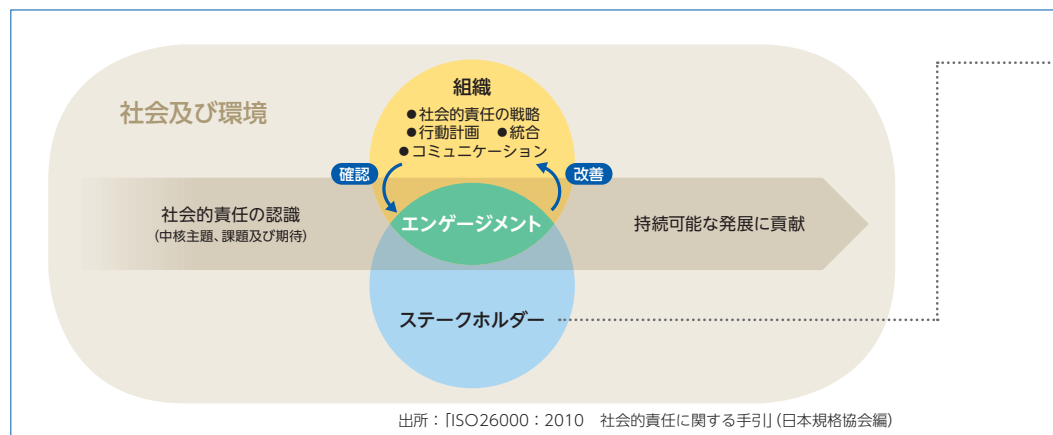 社会及び環境
組織
●社会的責任の戦略
●行動計画 ●統合
●コミュニケーション
確認
改善
社会的責任の認識
(中核主題、課題及び期待)
エンゲージメント
持続可能な発展に貢献
ステークホルダー
出所：「ISO26000：2010 社会的責任に関する手引」(日本規格協会編)